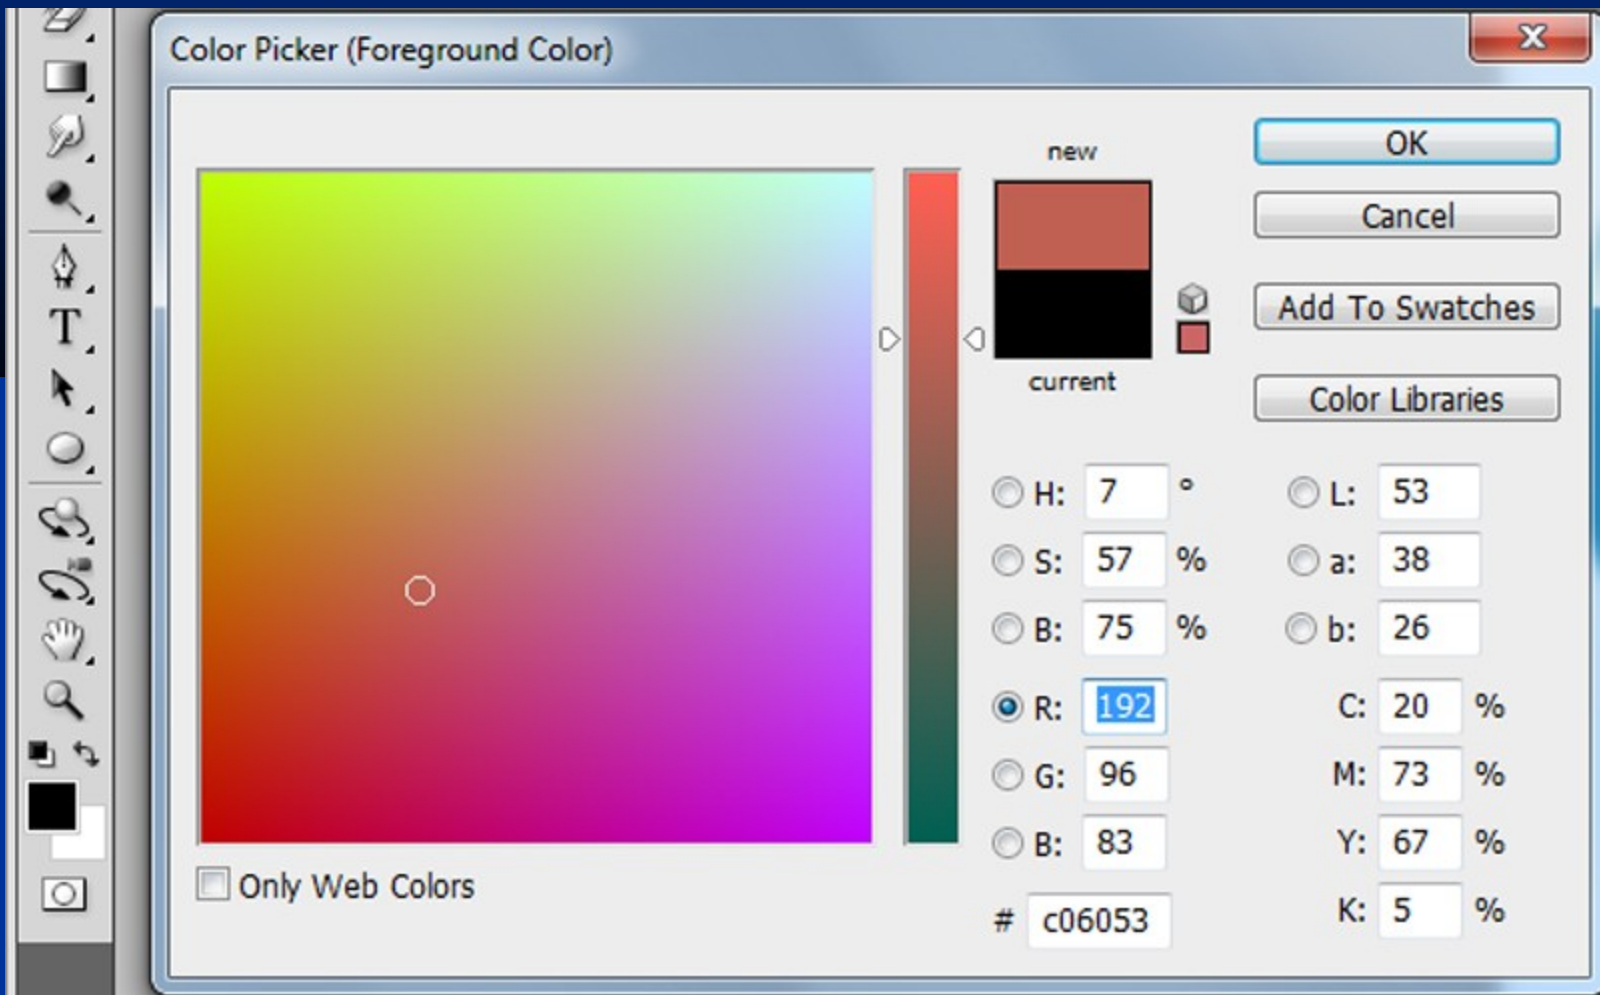 Color Picker (Foreground Color)
new
current
OK
Cancel
Add To Swatches
Color Libraries
H: 7 °
S: 57 %
B: 75 %
R: 192
G: 96
B: 83
# c06053
L: 53
a: 38
b: 26
C: 20 %
M: 73 %
Y: 67 %
K: 5 %
Only Web Colors
T